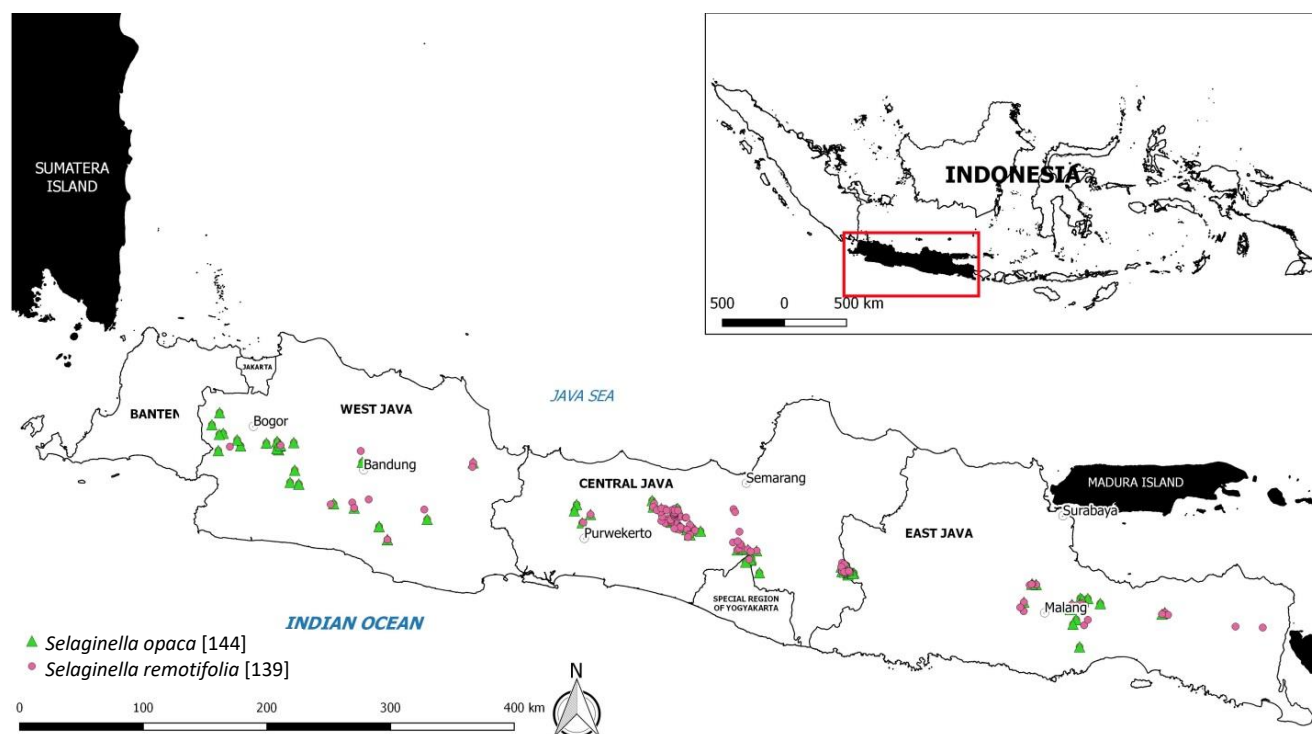 SUMATERA
ISLAND
INDONESIA
500 0 500 km
JAKARTA
BANTEN
Bogor
WEST JAVA
JAVA SEA
Bandung
CENTRAL JAVA
Semarang
MADURA ISLAND
Surabaya
Purwekerto
EAST JAVA
SPECIAL REGION
OF YOGYAKARTA
Malang
INDIAN OCEAN
Selaginella opaca [144]
Selaginella remotifolia [139]
N
0 100 200 300 400 km